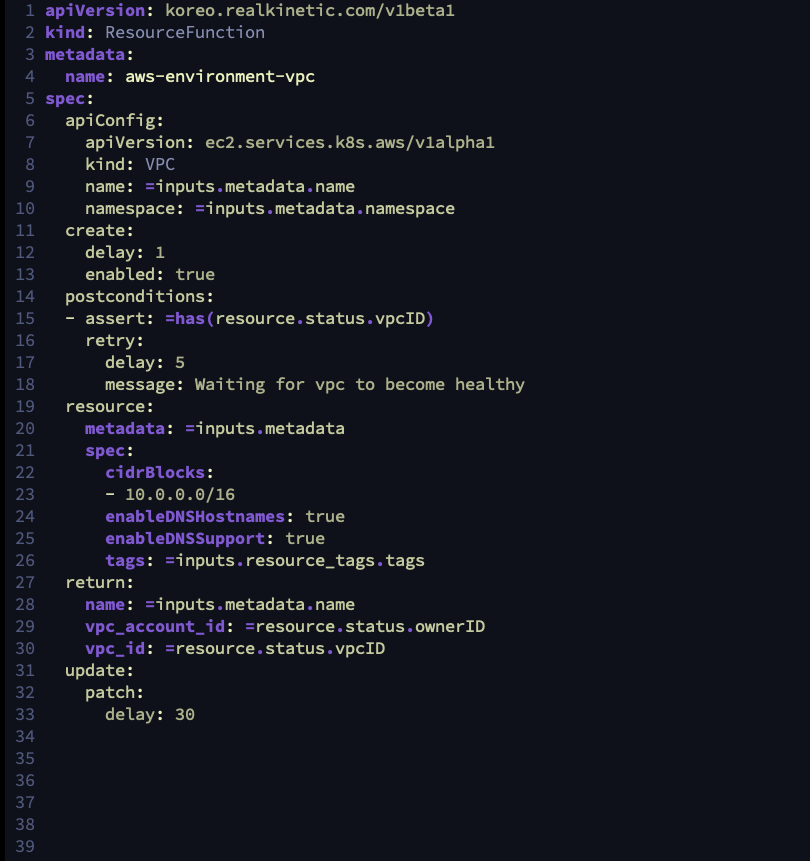 1 apiVersion: koreo.realkinetic.com/v1beta1
2 kind: ResourceFunction
3 metadata:
4   name: aws-environment-vpc
5 spec:
6   apiConfig:
7     apiVersion: ec2.services.k8s.aws/v1alpha1
8     kind: VPC
9     name: =inputs.metadata.name
10     namespace: =inputs.metadata.namespace
11   create:
12     delay: 1
13     enabled: true
14   postconditions:
15   - assert: =has(resource.status.vpcID)
16     retry:
17       delay: 5
18       message: Waiting for vpc to become healthy
19   resource:
20     metadata: =inputs.metadata
21     spec:
22       cidrBlocks:
23       - 10.0.0.0/16
24       enableDNSHostnames: true
25       enableDNSSupport: true
26       tags: =inputs.resource_tags.tags
27   return:
28     name: =inputs.metadata.name
29     vpc_account_id: =resource.status.ownerID
30     vpc_id: =resource.status.vpcID
31   update:
32     patch:
33       delay: 30
34
35
36
37
38
39